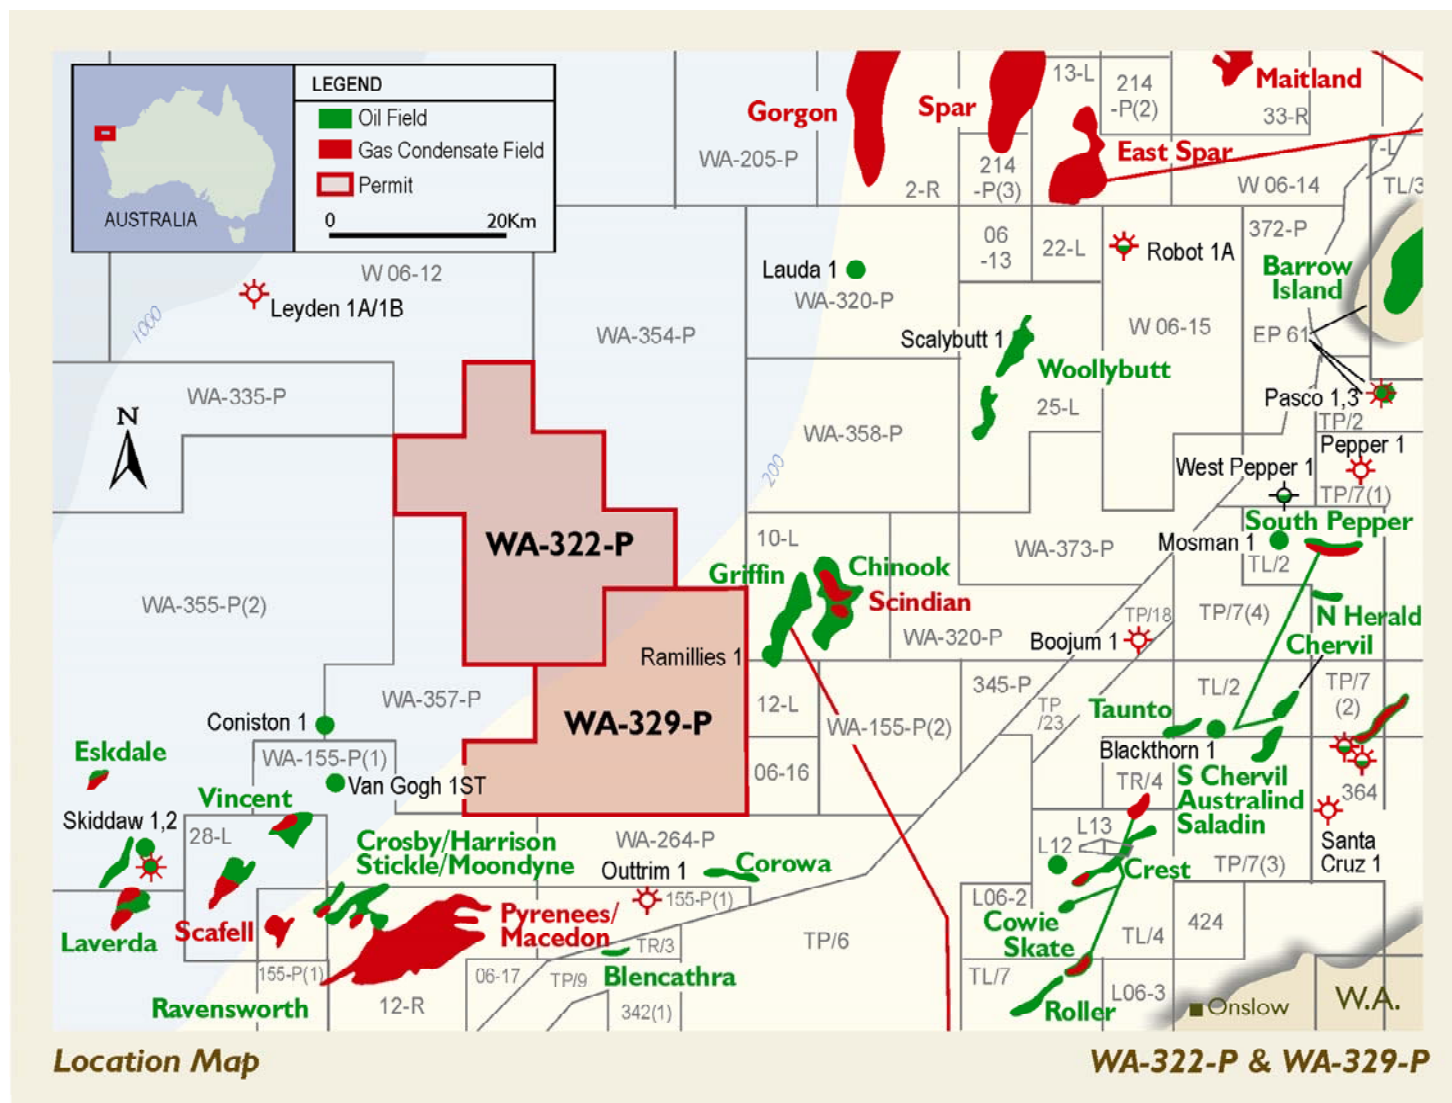 LEGEND
Oil Field
Gas Condensate Field
Permit
0 20Km
AUSTRALIA
Gorgon
Spar
13-L
214
-P(2)
Maitland
33-R
East Spar
WA-205-P
2-R
214
-P(3)
W 06-14
7-L
TL/3
W 06-12
Leyden 1A/1B
1000
Lauda 1
WA-320-P
06
-13
22-L
Robot 1A
372-P
Barrow
Island
WA-354-P
Scalybutt 1
W 06-15
EP 61
Woollybutt
25-L
WA-335-P
N
WA-358-P
200
Pasco 1,3
TP/2
Pepper 1
West Pepper 1
TP/7(1)
South Pepper
WA-322-P
10-L
WA-373-P
Mosman 1
TL/2
Griffin
Chinook
Scindian
WA-355-P(2)
WA-320-P
TP/18
Boojum 1
TP/7(4)
N Herald
Chervil
Ramillies 1
WA-357-P
WA-329-P
12-L
WA-155-P(2)
345-P
TP
/23
TL/2
TP/7
(2)
Taunto
Coniston 1
WA-155-P(1)
Blackthorn 1
Eskdale
Van Gogh 1ST
06-16
TR/4
S Chervil
Australind
Saladin
364
Vincent
Skiddaw 1,2
28-L
Crosby/Harrison
Stickle/Moondyne
WA-264-P
L13
L12
Santa
Cruz 1
Outtrim 1
Corowa
Crest
TP/7(3)
155-P(1)
L06-2
Laverda
Scafell
Pyrenees/
Macedon
Cowie
Skate
TL/4
424
TR/3
TP/6
155-P(1)
06-17
TP/9
Blencathra
TL/7
L06-3
Ravensworth
12-R
342(1)
Roller
Onslow
W.A.
Location Map
WA-322-P & WA-329-P